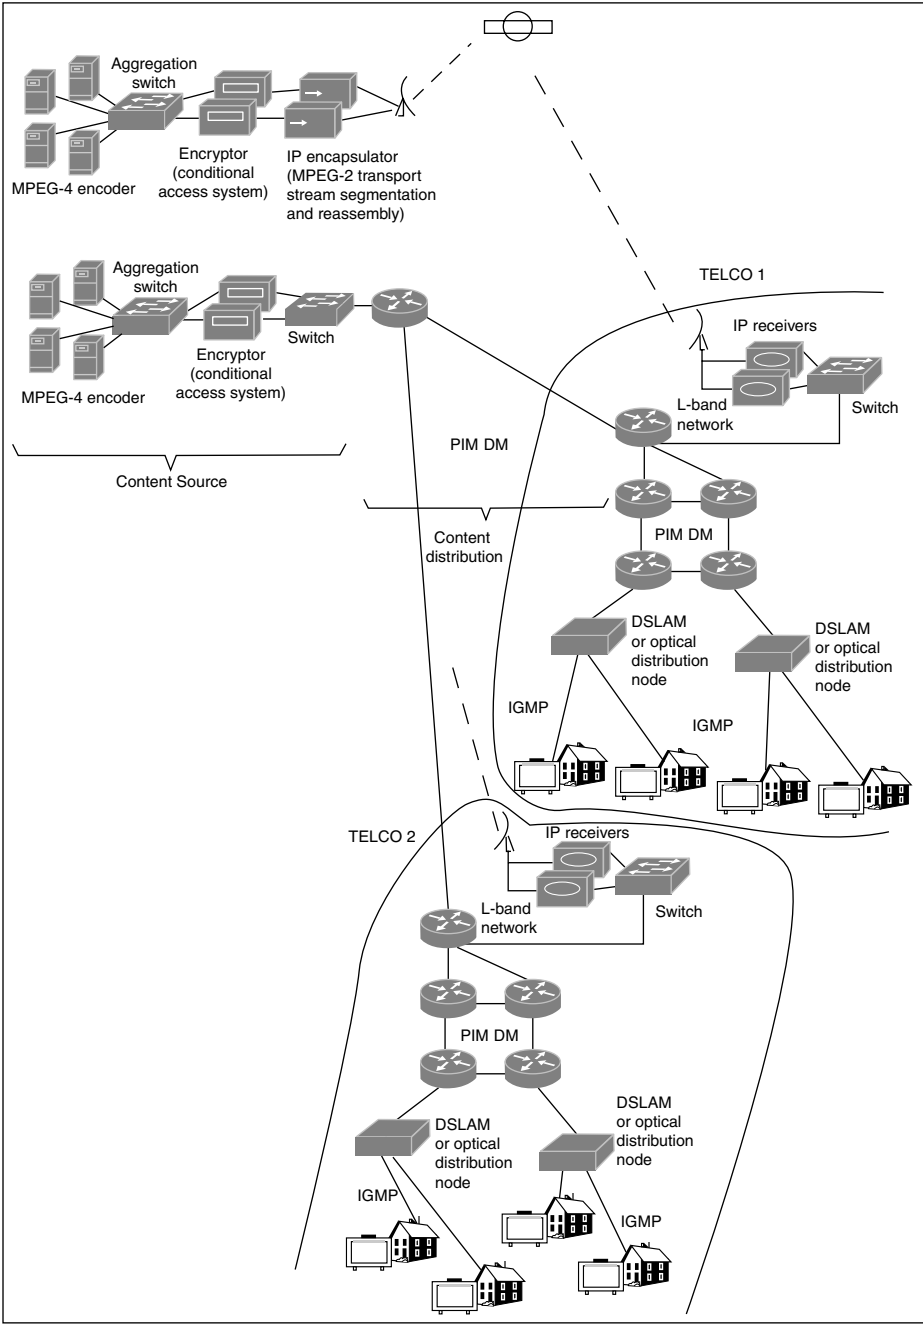 Aggregation
switch
Encryptor
(conditional
access system)
IP encapsulator
(MPEG-2 transport
stream segmentation
and reassembly)
MPEG-4 encoder
Aggregation
switch
Switch
Encryptor
(conditional
access system)
MPEG-4 encoder
TELCO 1
IP receivers
L-band
network
Switch
PIM DM
Content Source
Content
distribution
PIM DM
DSLAM
or optical
distribution
node
DSLAM
or optical
distribution
node
IGMP
IGMP
TELCO 2
IP receivers
L-band
network
Switch
PIM DM
DSLAM
or optical
distribution
node
DSLAM
or optical
distribution
node
IGMP
IGMP